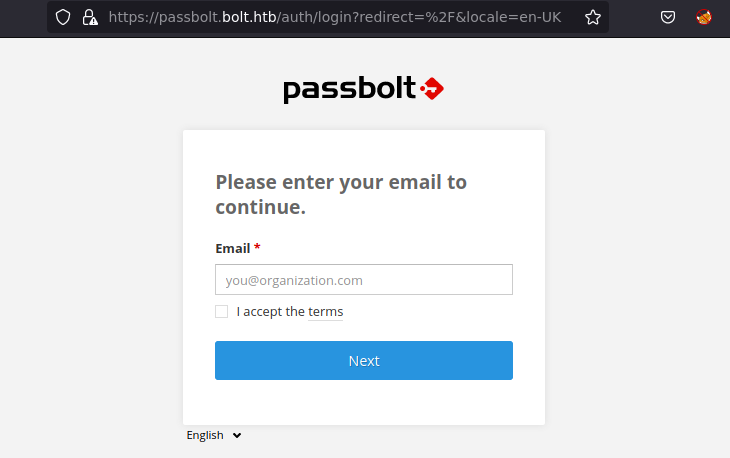 https://passbolt.bolt.htb/auth/login?redirect=%2F&locale=en-UK
passbolt
Please enter your email to
continue.
Email *
you@organization.com
I accept the terms
Next
English